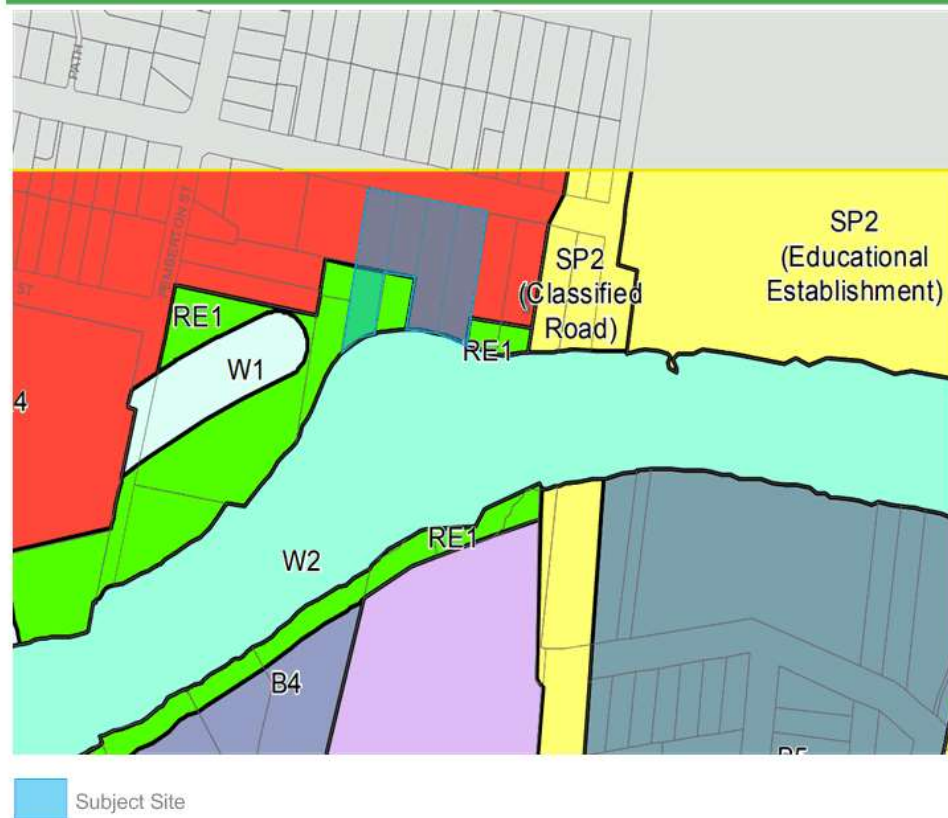 PATH
PEMBERTON ST
ST
SP2
(Educational
Establishment)
SP2
(Classified
Road)
RE1
RE1
W1
4
RE1
W2
B4
B5
Subject Site